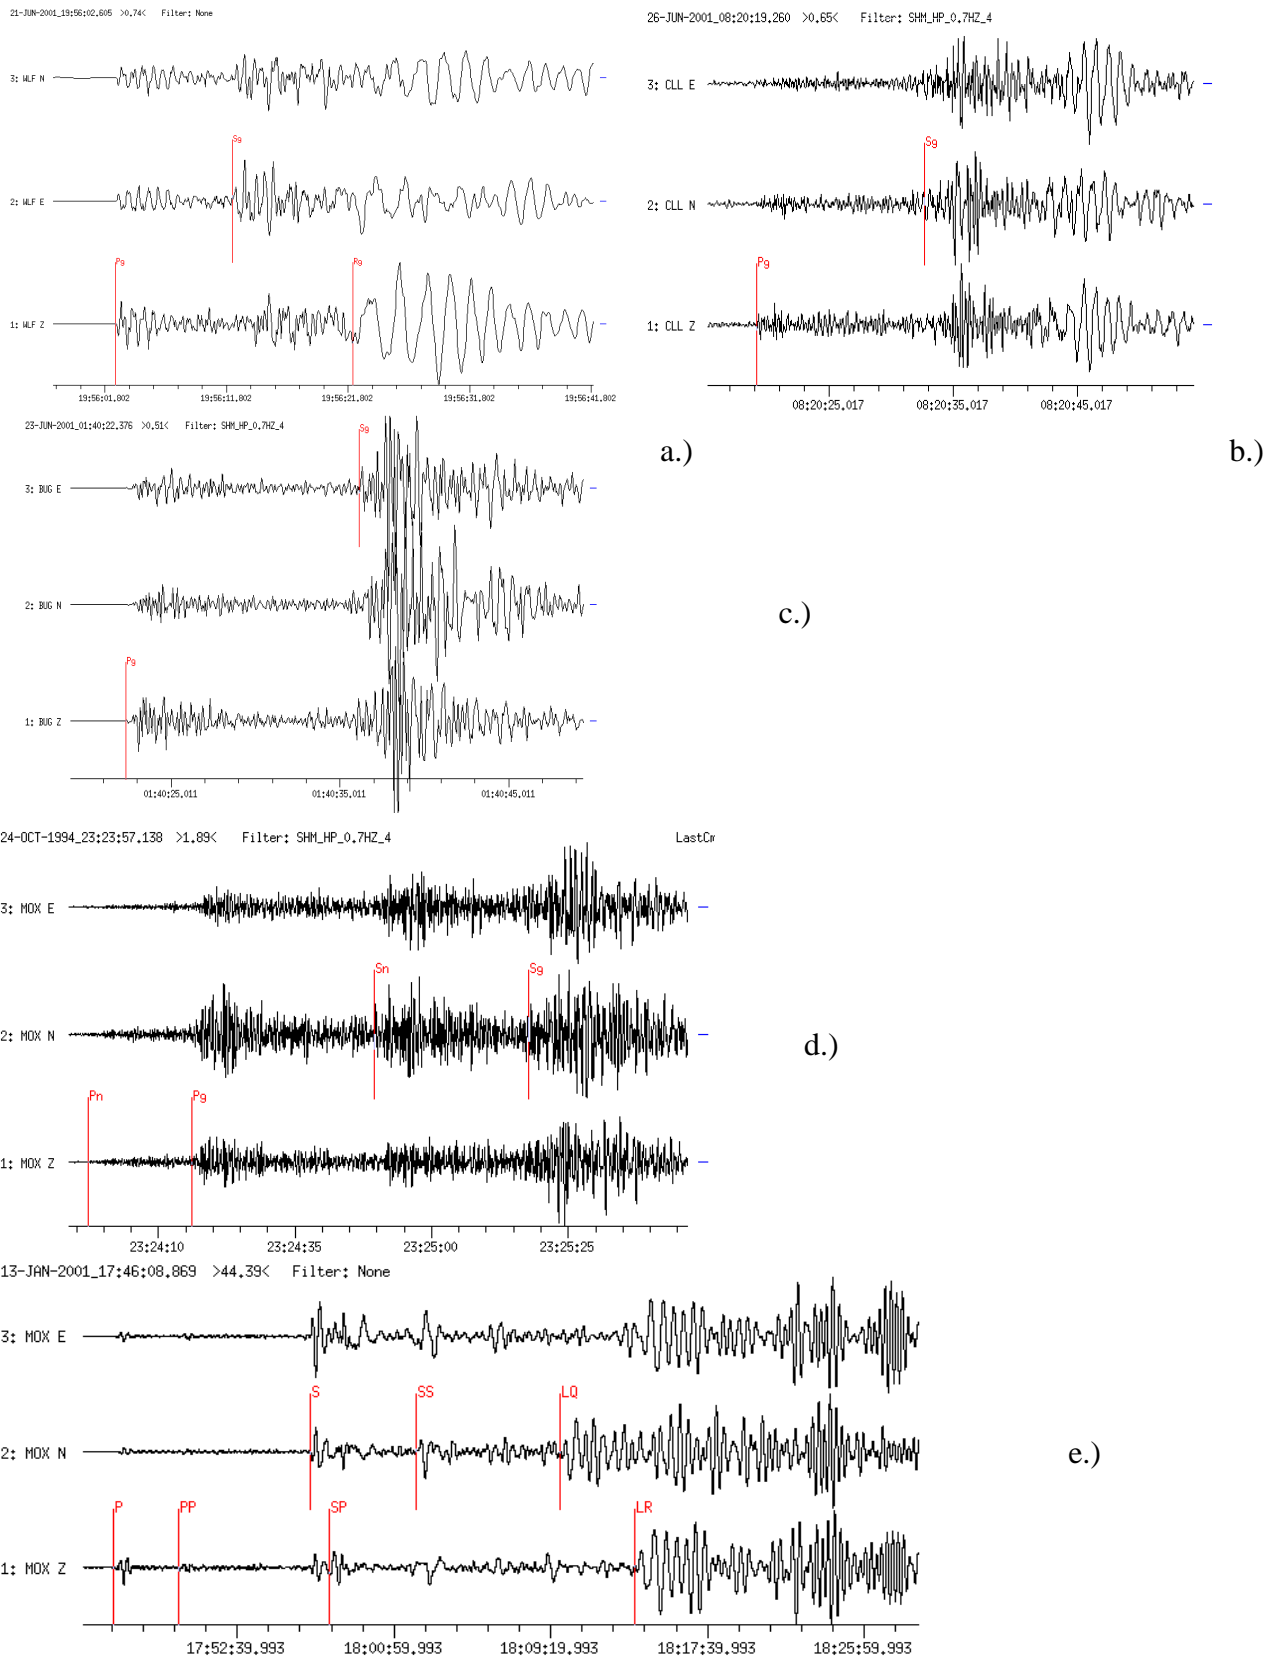 21-JUN-2001_19:56:02.605 >0.74< Filter: None
3: WLF N
Sg
2: WLF E
Pg Rg
1: WLF Z
19:56:01.802 19:56:11.802 19:56:21.802 19:56:31.802 19:56:41.802
26-JUN-2001_08:20:19.260 >0.65< Filter: SHM_HP_0.7HZ_4
3: CLL E
Sg
2: CLL N
Pg
1: CLL Z
08:20:25.017 08:20:35.017 08:20:45.017
a.)
b.)
23-JUN-2001_01:40:22.376 >0.51< Filter: SHM_HP_0.7HZ_4
Sg
3: BUG E
2: BUG N
Pg
1: BUG Z
01:40:25.011 01:40:35.011 01:40:45.011
c.)
24-OCT-1994_23:23:57.138 >1.89< Filter: SHM_HP_0.7HZ_4
3: MOX E
Sn Sg
2: MOX N
Pn Pg
1: MOX Z
23:24:10 23:24:35 23:25:00 23:25:25
d.)
13-JAN-2001_17:46:08.869 >44.39< Filter: None
3: MOX E
S SS LQ
2: MOX N
P PP SP LR
1: MOX Z
17:52:39.993 18:00:59.993 18:09:19.993 18:17:39.993 18:25:59.993
e.)